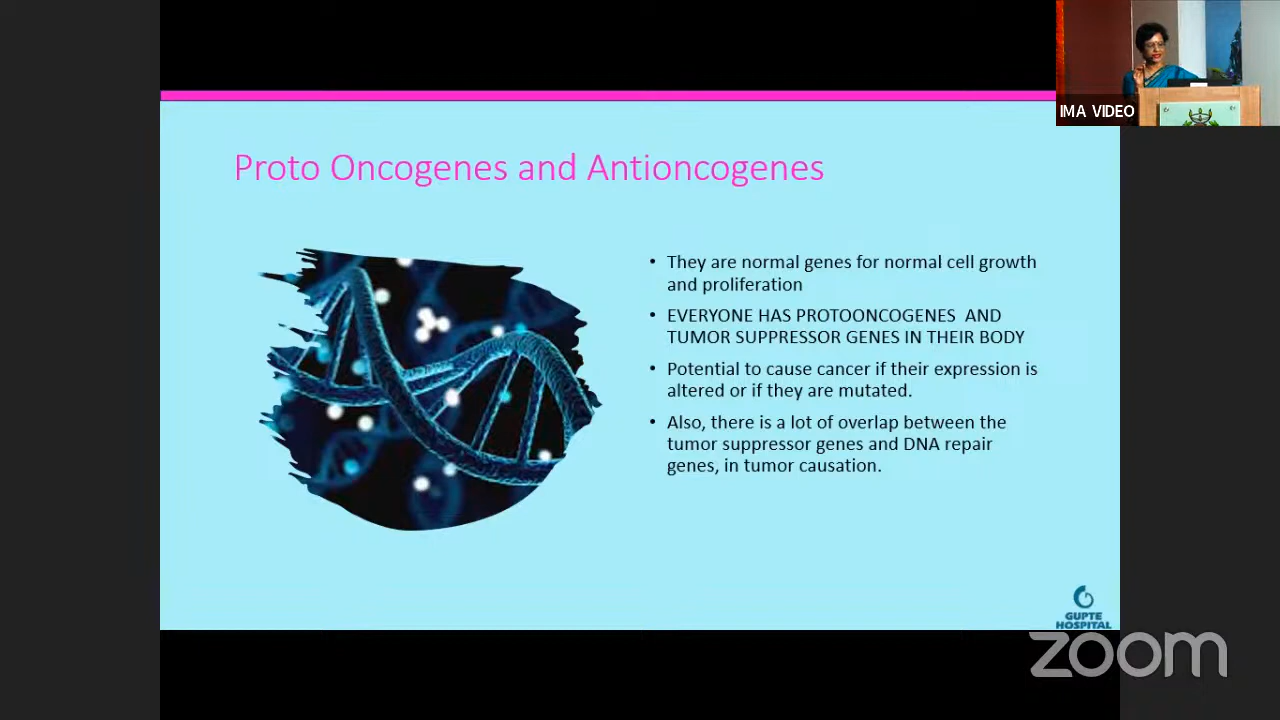 IMA VIDEO
Proto Oncogenes and Antioncogenes
• They are normal genes for normal cell growth
and proliferation
• EVERYONE HAS PROTOONCOGENES AND
TUMOR SUPPRESSOR GENES IN THEIR BODY
• Potential to cause cancer if their expression is
altered or if they are mutated.
• Also, there is a lot of overlap between the
tumor suppressor genes and DNA repair
genes, in tumor causation.
GUPTE
HOSPITAL
zoom